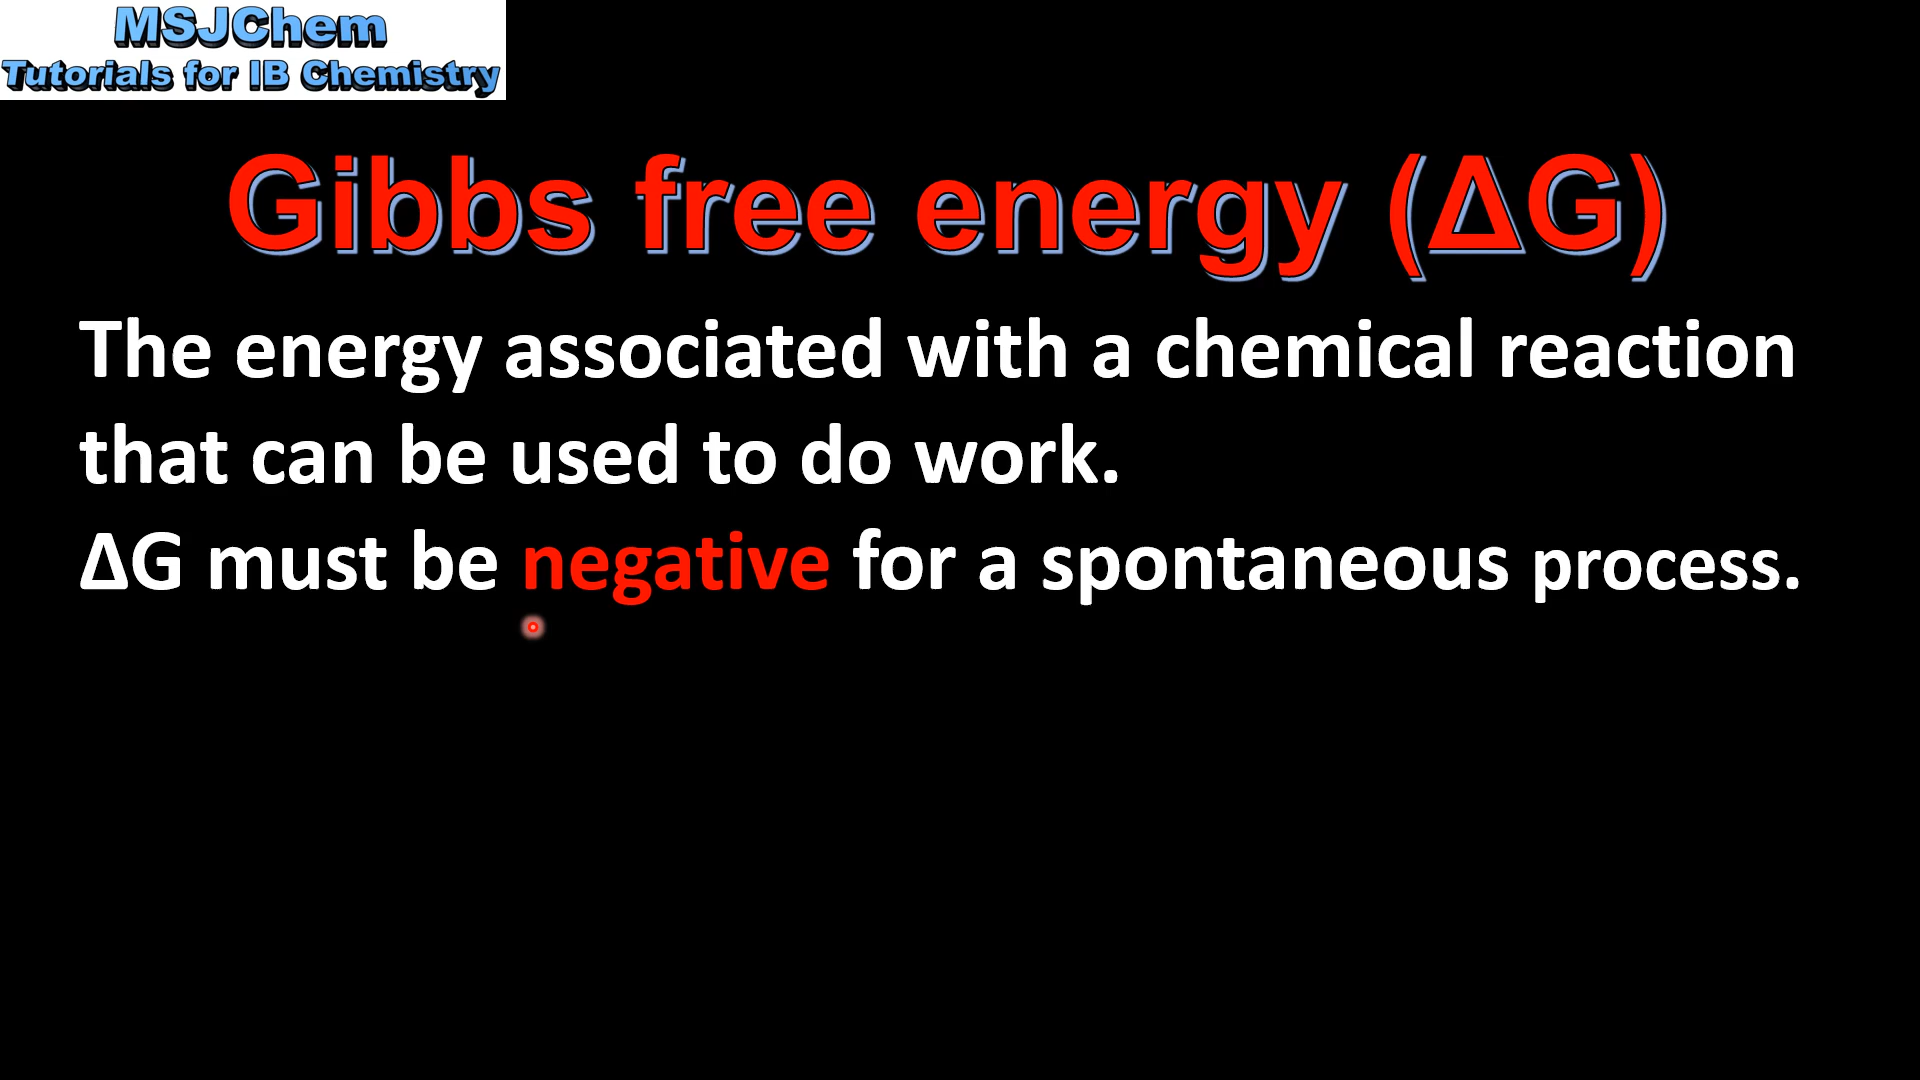 MSJChem
Tutorials for IB Chemistry
Gibbs free energy (ΔG)
The energy associated with a chemical reaction
that can be used to do work.
ΔG must be negative for a spontaneous process.